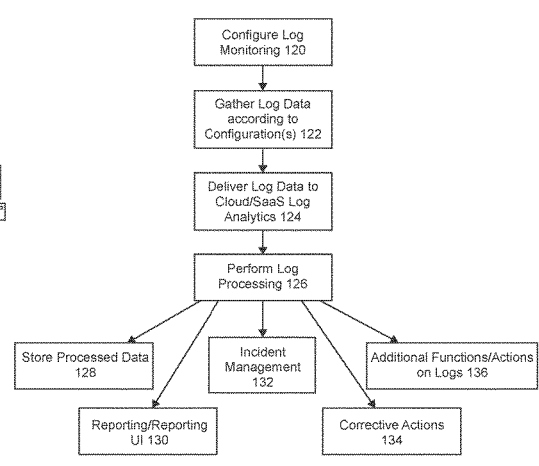 Configure Log
Monitoring 120
Gather Log Data
according to
Configuration(s) 122
Deliver Log Data to
Cloud/SaaS Log
Analytics 124
Perform Log
Processing 126
Store Processed Data
128
Incident
Management
132
Additional Functions/Actions
on Logs 136
Reporting/Reporting
UI 130
Corrective Actions
134